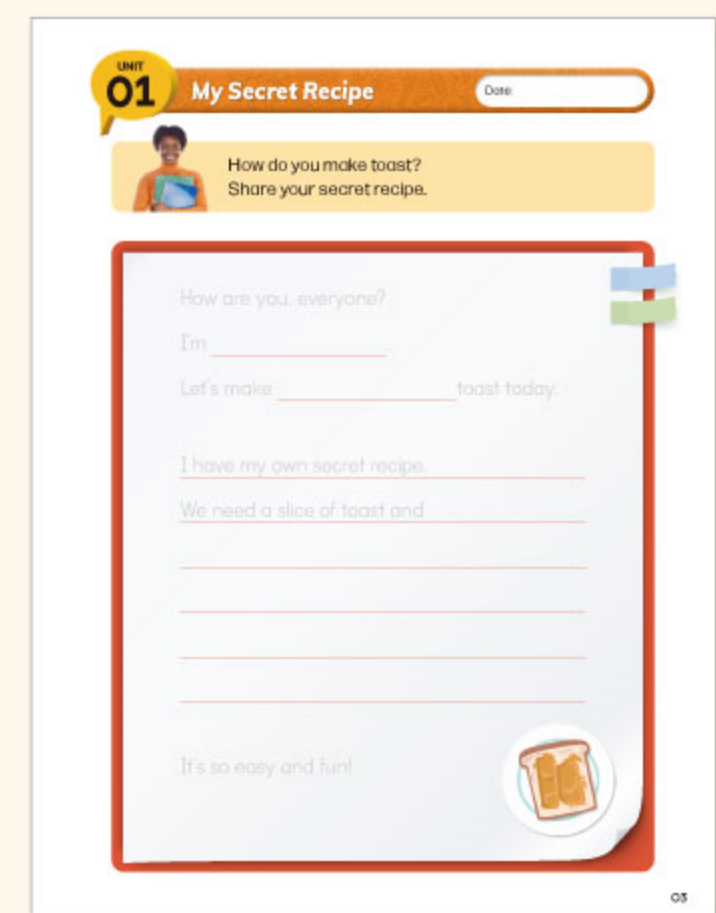 UNIT
01
My Secret Recipe
Date:
How do you make toast?
Share your secret recipe.
How are you, everyone?
I'm
Let's make toast today.
I have my own secret recipe.
We need a slice of toast and
It's so easy and fun!
03